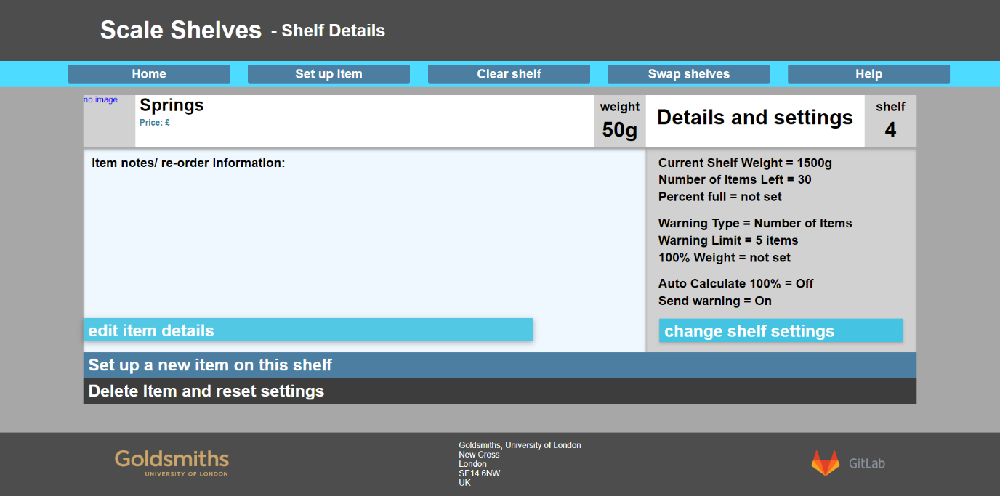 Scale Shelves - Shelf Details
Home
Set up Item
Clear shelf
Swap shelves
Help
no image
Springs
Price: £
weight
50g
Details and settings
shelf
4
Item notes/ re-order information:
edit item details
Current Shelf Weight = 1500g
Number of Items Left = 30
Percent full = not set
Warning Type = Number of Items
Warning Limit = 5 items
100% Weight = not set
Auto Calculate 100% = Off
Send warning = On
change shelf settings
Set up a new item on this shelf
Delete Item and reset settings
Goldsmiths
UNIVERSITY OF LONDON
Goldsmiths, University of London
New Cross
London
SE14 6NW
UK
GitLab